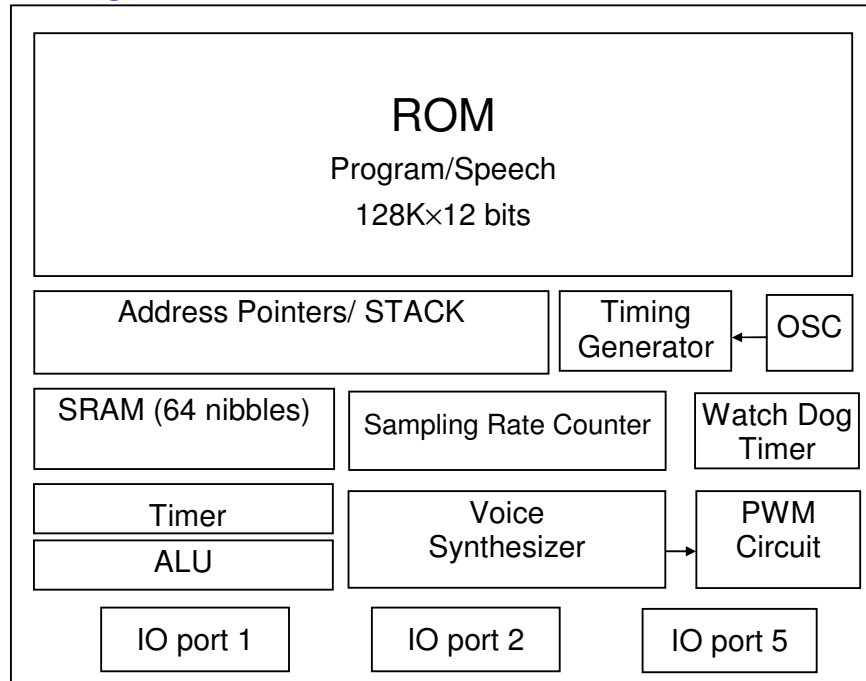 ROM
Program/Speech
128K×12 bits
Address Pointers/ STACK
Timing
Generator
OSC
SRAM (64 nibbles)
Sampling Rate Counter
Watch Dog
Timer
Timer
ALU
Voice
Synthesizer
PWM
Circuit
IO port 1
IO port 2
IO port 5